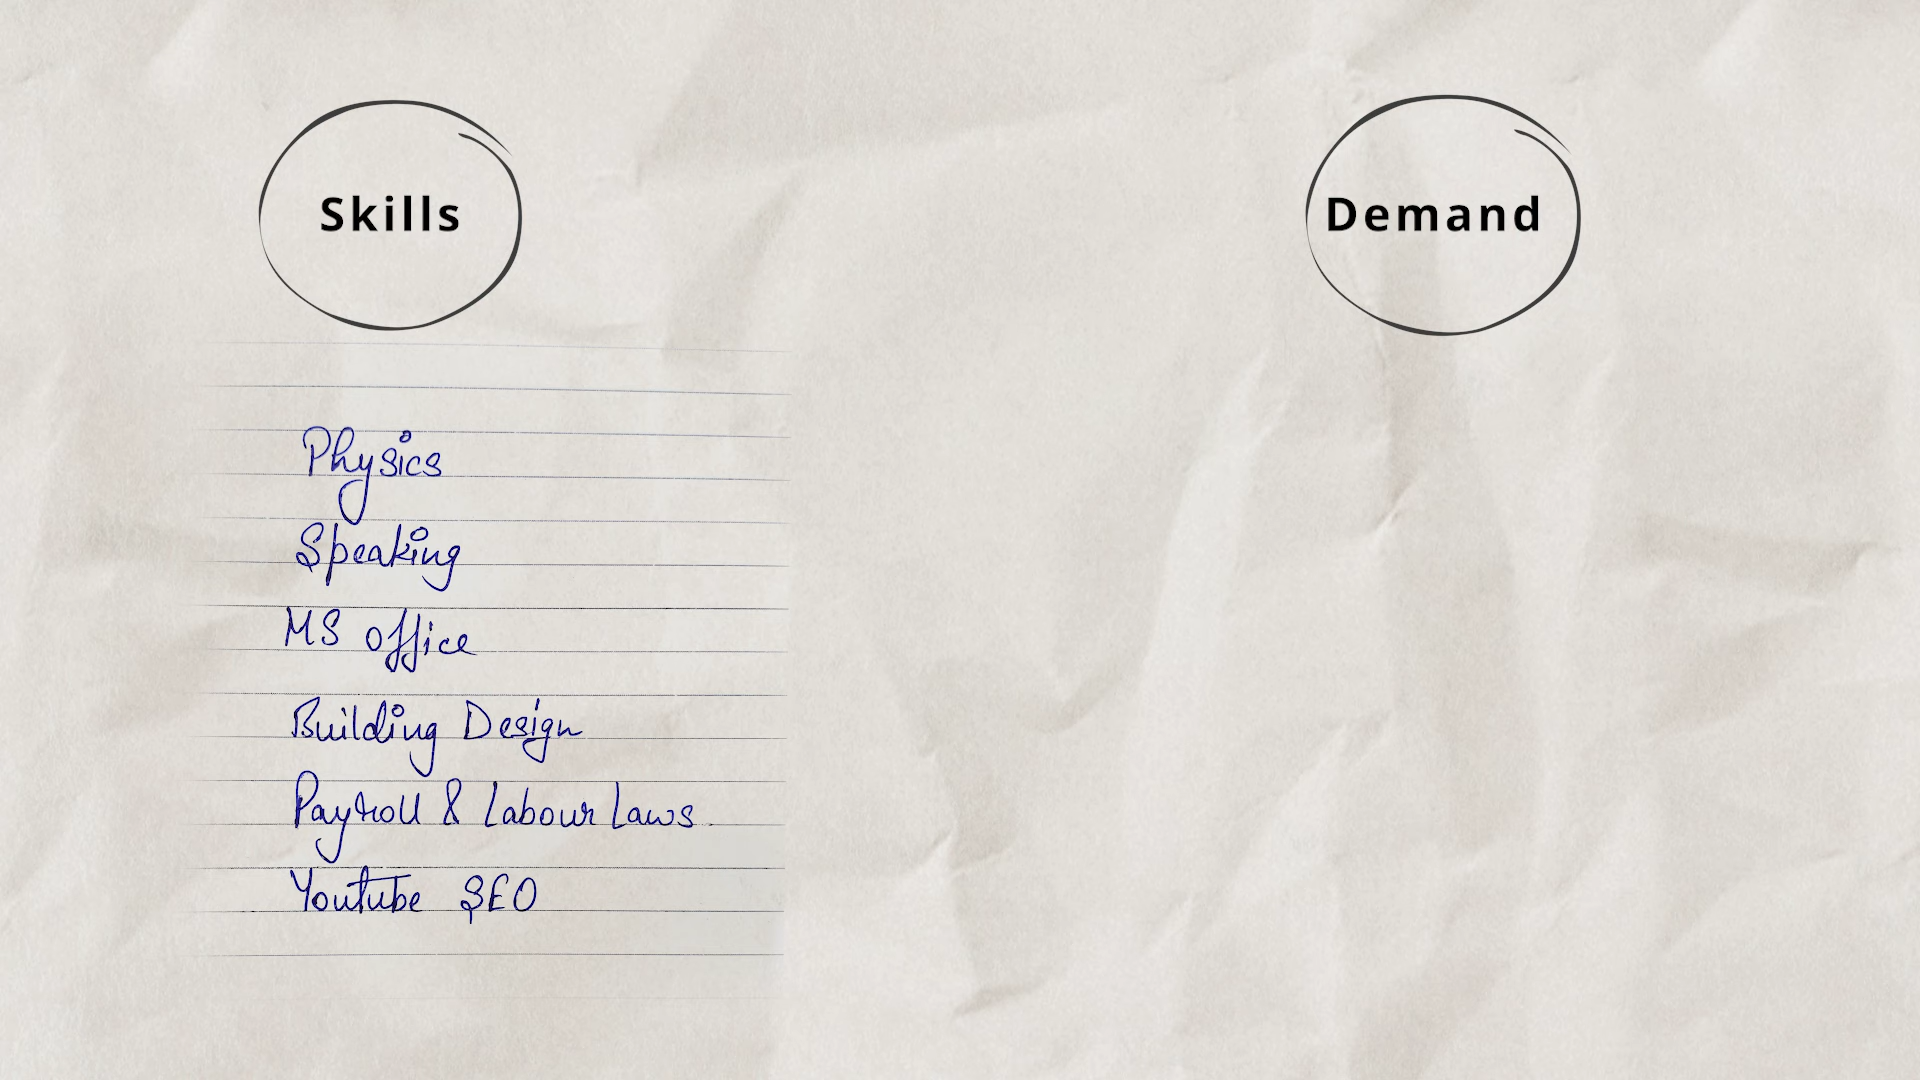 Skills
Demand
Physics
Speaking
MS office
Building Design
Payroll & Labour Laws.
Youtube SEO